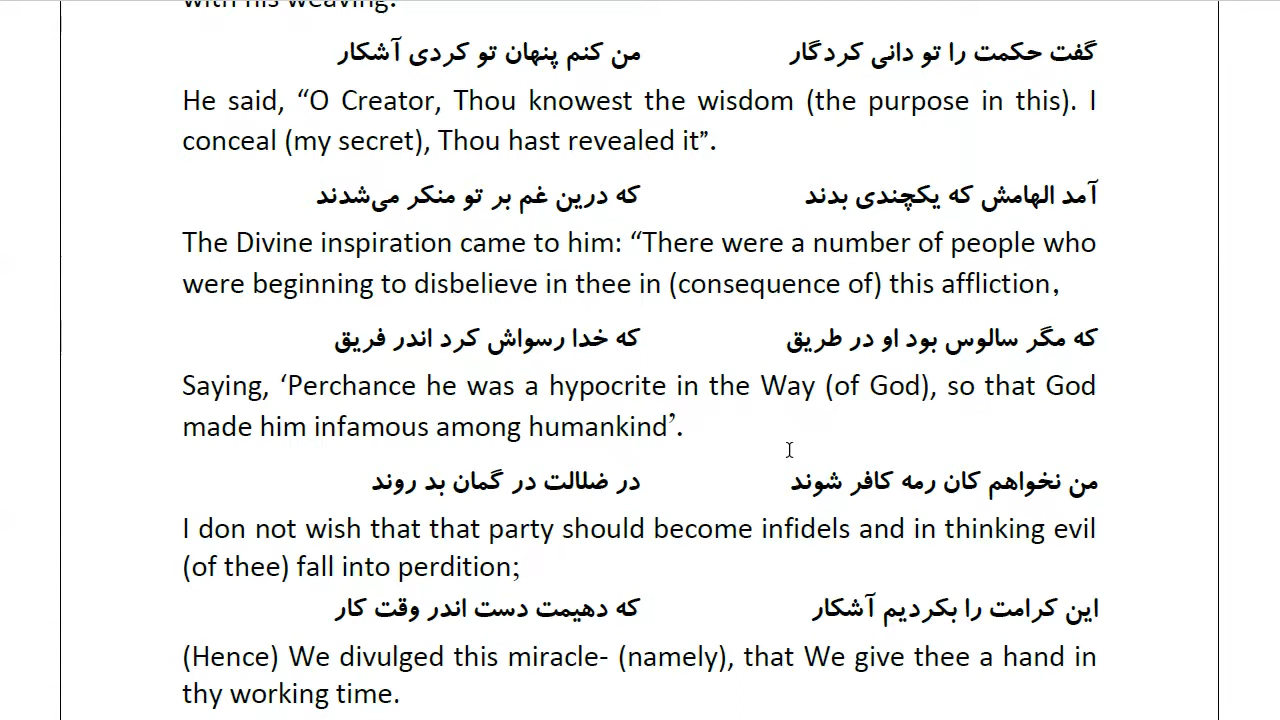 with his weaving.
گفت حکمت را تو دانی کردگار من کنم پنهان تو کردی آشکار
He said, “O Creator, Thou knowest the wisdom (the purpose in this). I
conceal (my secret), Thou hast revealed it”.
آمد الهامش که یکچندی بدند که درین غم بر تو منکر می‌شدند
The Divine inspiration came to him: “There were a number of people who
were beginning to disbelieve in thee in (consequence of) this affliction,
که مگر سالوس بود او در طریق که خدا رسواش کرد اندر فریق
Saying, ‘Perchance he was a hypocrite in the Way (of God), so that God
made him infamous among humankind’.
من نخواهم کان رمه کافر شوند در ضلالت در گمان بد روند
I don not wish that that party should become infidels and in thinking evil
(of thee) fall into perdition;
این کرامت را بکردیم آشکار که دهیمت دست اندر وقت کار
(Hence) We divulged this miracle- (namely), that We give thee a hand in
thy working time.